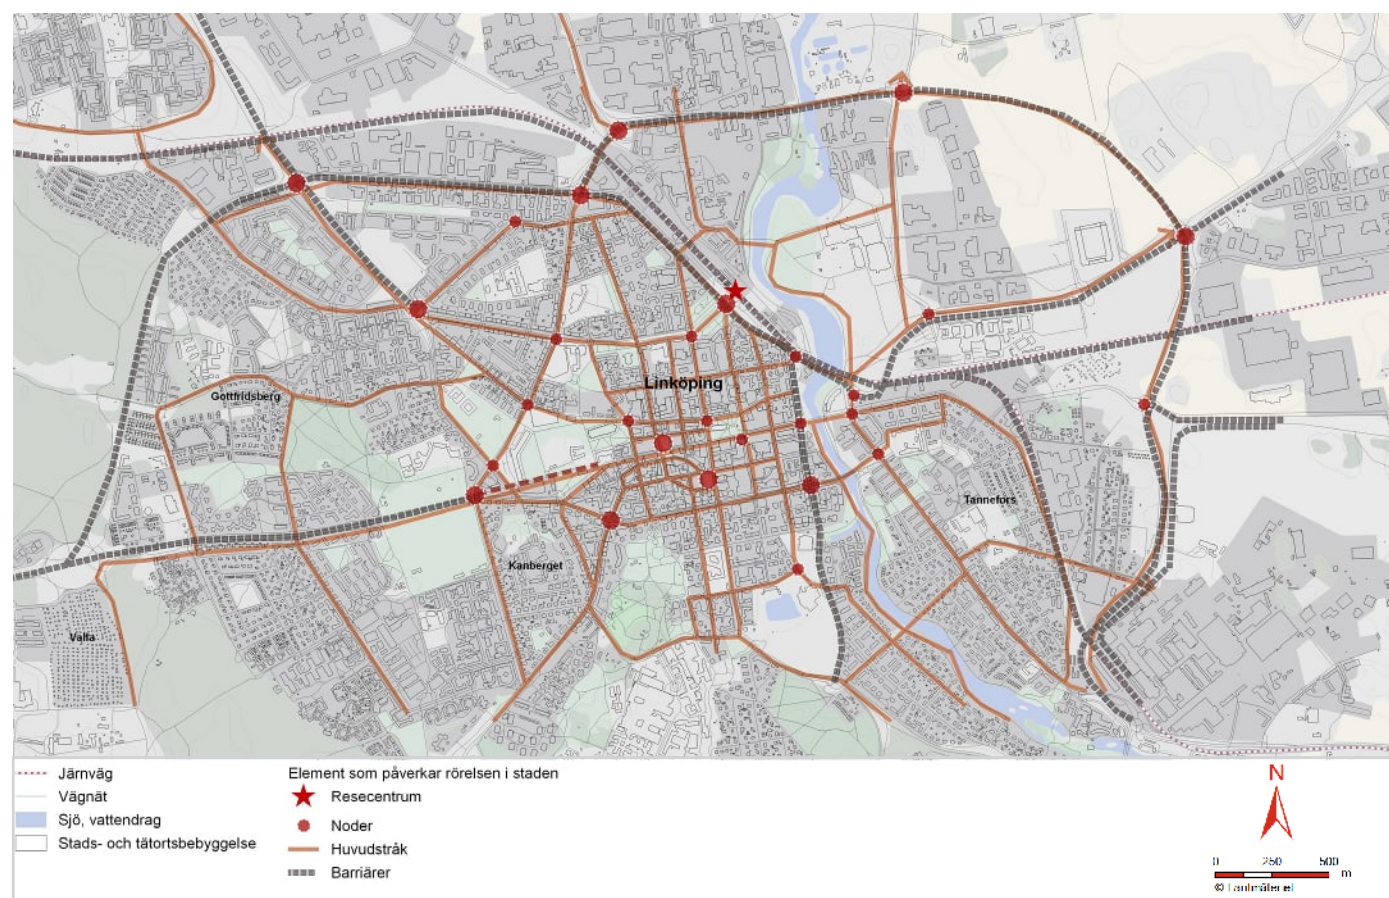 Linköping
Gottfridsberg
Tannefors
Kanberget
Valla
Järnväg
Vägnät
Sjö, vattendrag
Stads- och tätortsbebyggelse
Element som påverkar rörelsen i staden
Resecentrum
Noder
Huvudstråk
Barriärer
N
0 250 500
m
© Lantmäteriet